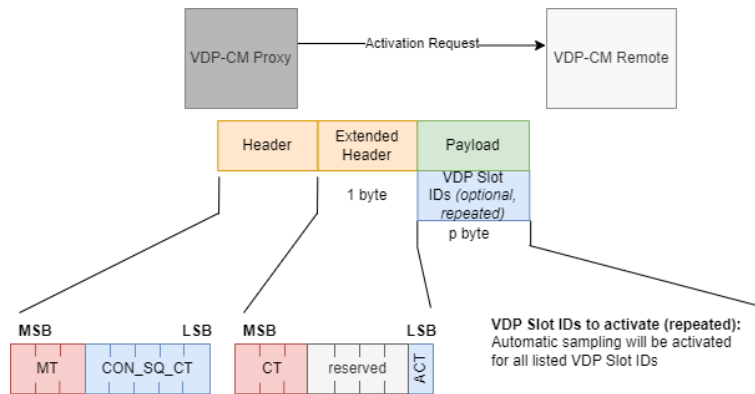 VDP-CM Proxy
Activation Request
VDP-CM Remote
Header
Extended
Header
Payload
1 byte
VDP Slot
IDs (optional,
repeated)
p byte
MSB
LSB
MT
CON_SQ_CT
MSB
LSB
CT
reserved
ACT
VDP Slot IDs to activate (repeated):
Automatic sampling will be activated
for all listed VDP Slot IDs